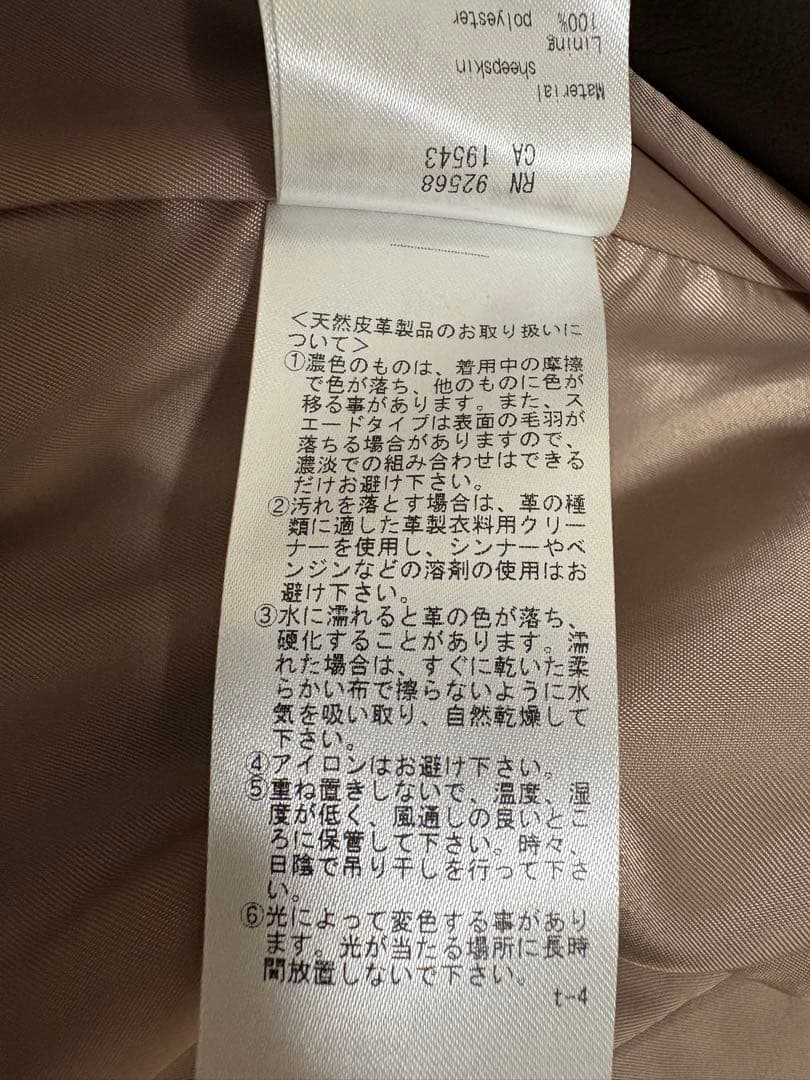 RN 92568
CA 19543
Material
sheepskin
Lining
100% polyester
＜天然皮革製品のお取り扱いに
ついて＞
①濃色のものは、着用中の摩擦
で色が落ち、他のものに色が
移る事があります。また、ス
エードタイプは表面の毛羽が
落ちる場合がありますので、
濃淡での組み合わせはできる
だけお避け下さい。
②汚れを落とす場合は、革の種
類に適した革製衣料用クリー
ナーを使用し、シンナーやベ
ンジンなどの溶剤の使用はお
避け下さい。
③水に濡れると革の色が落ち、
硬化することがあります。濡
れた場合は、すぐに乾いた柔
らかい布で擦らないように水
気を吸い取り、自然乾燥して
下さい。
④アイロンはお避け下さい。
⑤重ね置きしないで、温度、湿
度が低く、風通しの良いとこ
ろに保管して下さい。時々、
日陰で吊り干しを行って下さ
い。
⑥光によって変色する事があり
ます。光が当たる場所に長時
間放置しないで下さい。
t-4